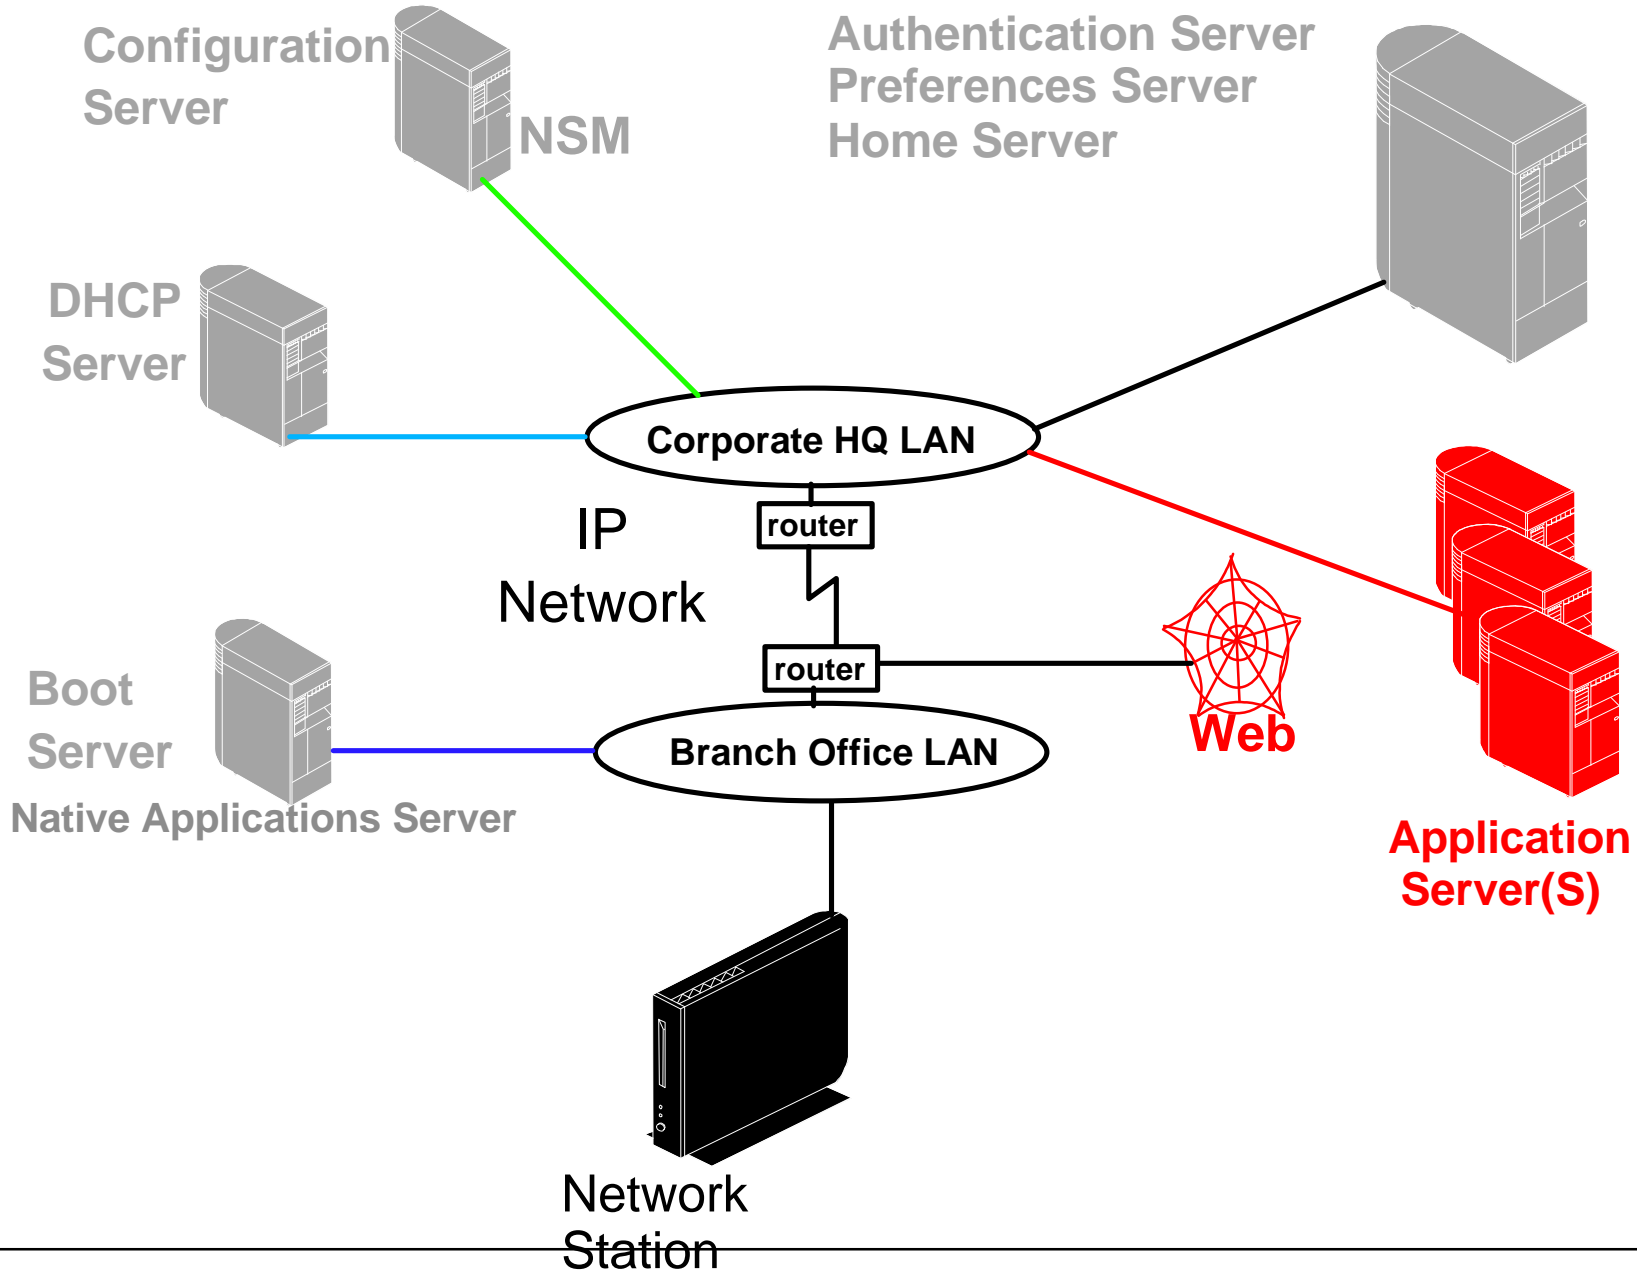 Configuration
Server
NSM
Authentication Server
Preferences Server
Home Server
DHCP
Server
Corporate HQ LAN
IP
Network
router
router
Web
Boot
Server
Native Applications Server
Branch Office LAN
Application
Server(S)
Network
Station